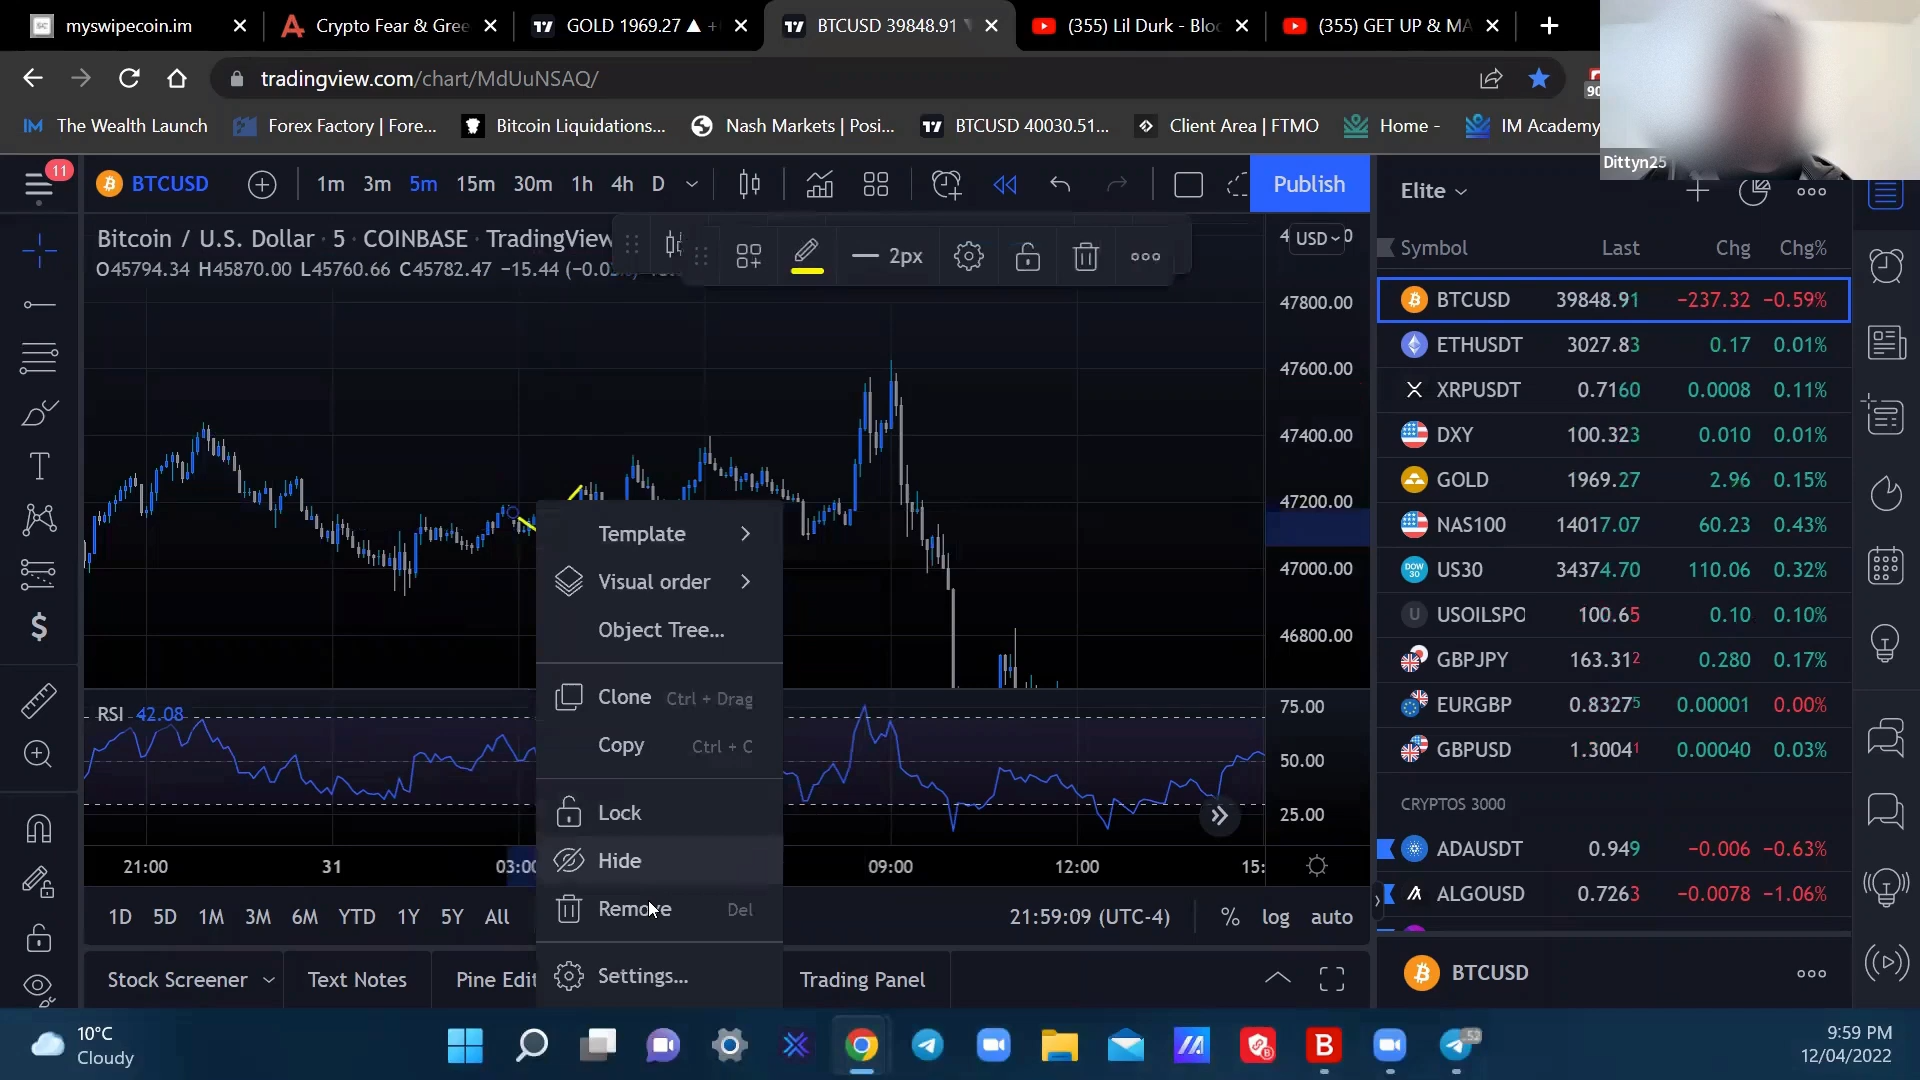 myswipecoin.im
Crypto Fear & Gree
GOLD 1969.27 ▲ +
BTCUSD 39848.91
(355) Lil Durk - Bloc
(355) GET UP & MA
tradingview.com/chart/MdUuNSAQ/
90
IM The Wealth Launch
Forex Factory | Fore...
Bitcoin Liquidations...
Nash Markets | Posi...
BTCUSD 40030.51...
Client Area | FTMO
Home -
IM Academy
Dittyn25
11
BTCUSD
1m 3m 5m 15m 30m 1h 4h D
Publish
Elite
Bitcoin / U.S. Dollar · 5 · COINBASE · TradingView
O45794.34 H45870.00 L45760.66 C45782.47 −15.44
2px
USD
47800.00
47600.00
47400.00
47200.00
47000.00
46800.00
Symbol Last Chg Chg%
BTCUSD 39848.91 −237.32 −0.59%
ETHUSDT 3027.83 0.17 0.01%
XRPUSDT 0.7160 0.0008 0.11%
DXY 100.323 0.010 0.01%
GOLD 1969.27 2.96 0.15%
NAS100 14017.07 60.23 0.43%
DOW 30 US30 34374.70 110.06 0.32%
U USOILSPO 100.65 0.10 0.10%
GBPJPY 163.312 0.280 0.17%
EURGBP 0.83275 0.00001 0.00%
GBPUSD 1.30041 0.00040 0.03%
CRYPTOS 3000
ADAUSDT 0.949 −0.006 −0.63%
ALGOUSD 0.7263 −0.0078 −1.06%
BTCUSD
Template
Visual order
Object Tree...
Clone Ctrl + Drag
Copy Ctrl + C
Lock
Hide
Remove Del
Settings...
RSI 42.08
75.00
50.00
25.00
21:00 31 03:00 09:00 12:00 15:
1D 5D 1M 3M 6M YTD 1Y 5Y All
21:59:09 (UTC-4)
% log auto
Stock Screener
Text Notes
Pine Edit
Trading Panel
10°C
Cloudy
52
9:59 PM
12/04/2022